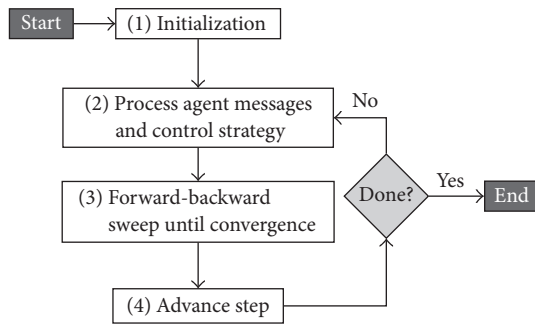 Start
(1) Initialization
(2) Process agent messages
and control strategy
No
(3) Forward-backward
sweep until convergence
Done?
Yes
End
(4) Advance step